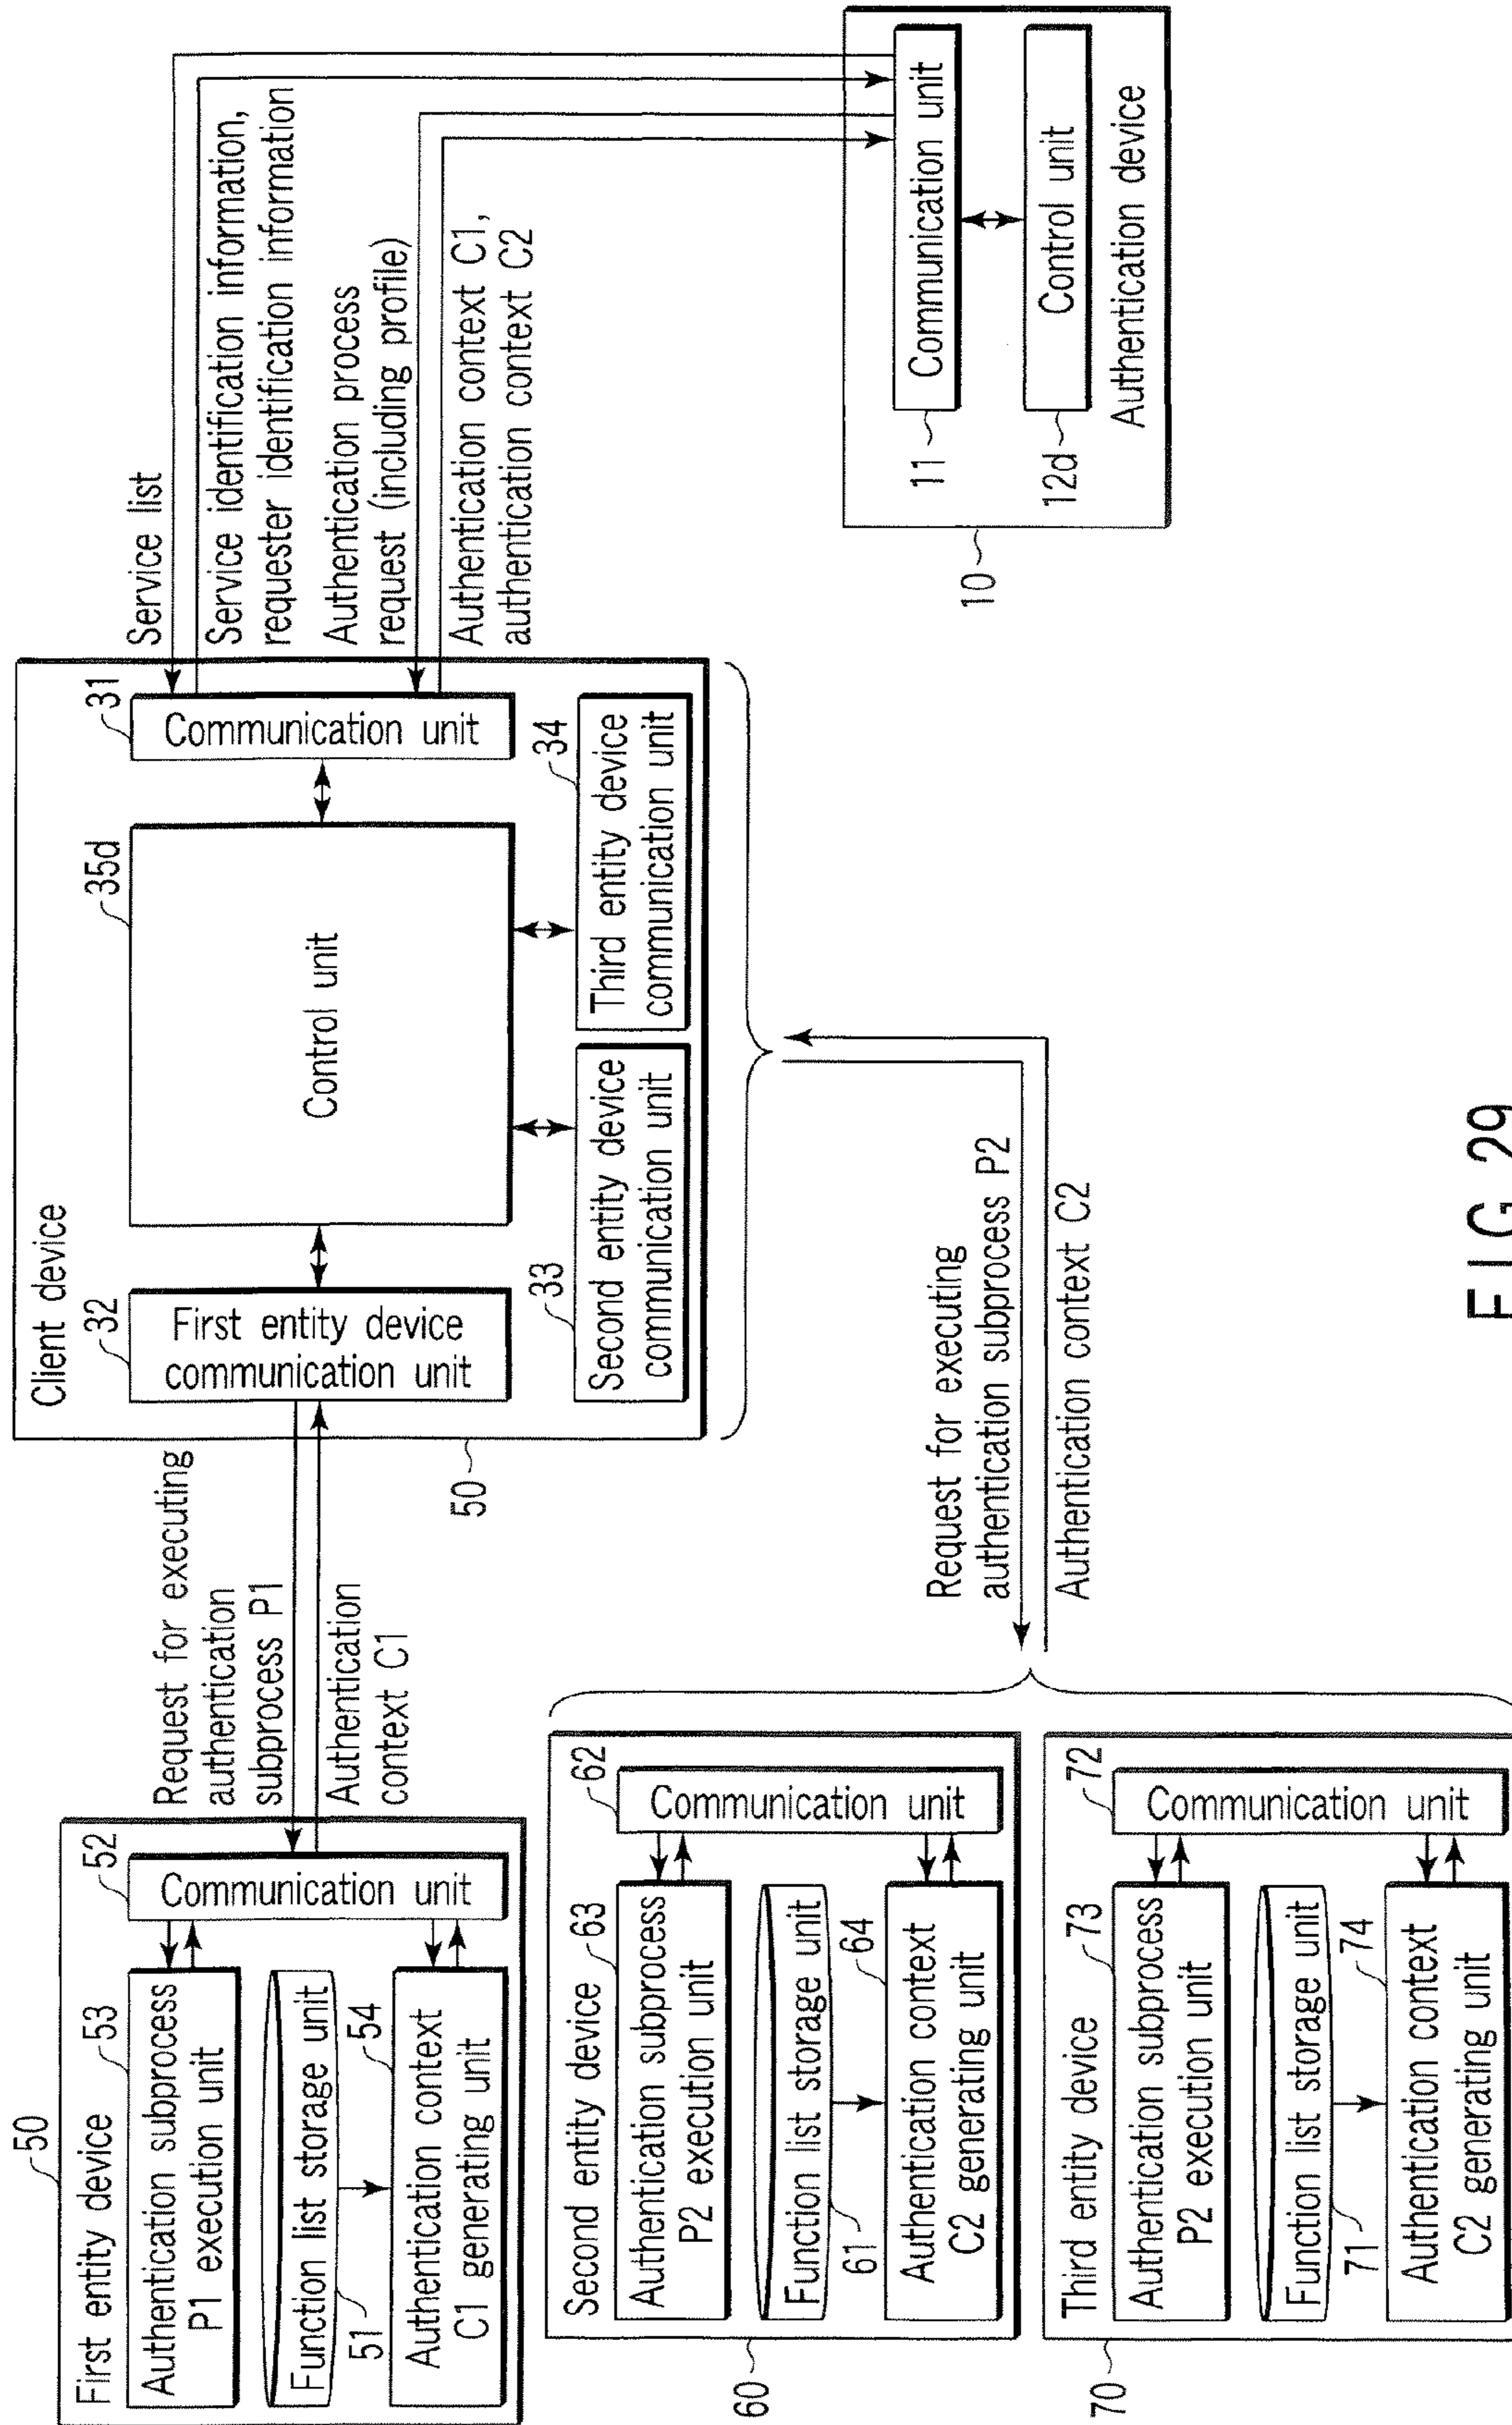 50
First entity device
53
Authentication subprocess
P1 execution unit
Function list storage unit
51
54
Authentication context
C1 generating unit
52
Communication unit
Request for executing
authentication
subprocess P1
Authentication
context C1
60
Second entity device
63
Authentication subprocess
P2 execution unit
Function list storage unit
61
64
Authentication context
C2 generating unit
62
Communication unit
70
Third entity device
73
Authentication subprocess
P2 execution unit
Function list storage unit
71
74
Authentication context
C2 generating unit
72
Communication unit
Request for executing
authentication subprocess P2
Authentication context C2
Client device
50
32
First entity device
communication unit
35d
Control unit
31
Communication unit
33
Second entity device
communication unit
34
Third entity device
communication unit
Service list
Service identification information,
requester identification information
Authentication process
request (including profile)
Authentication context C1,
authentication context C2
10
11
Communication unit
12d
Control unit
Authentication device
FIG. 29